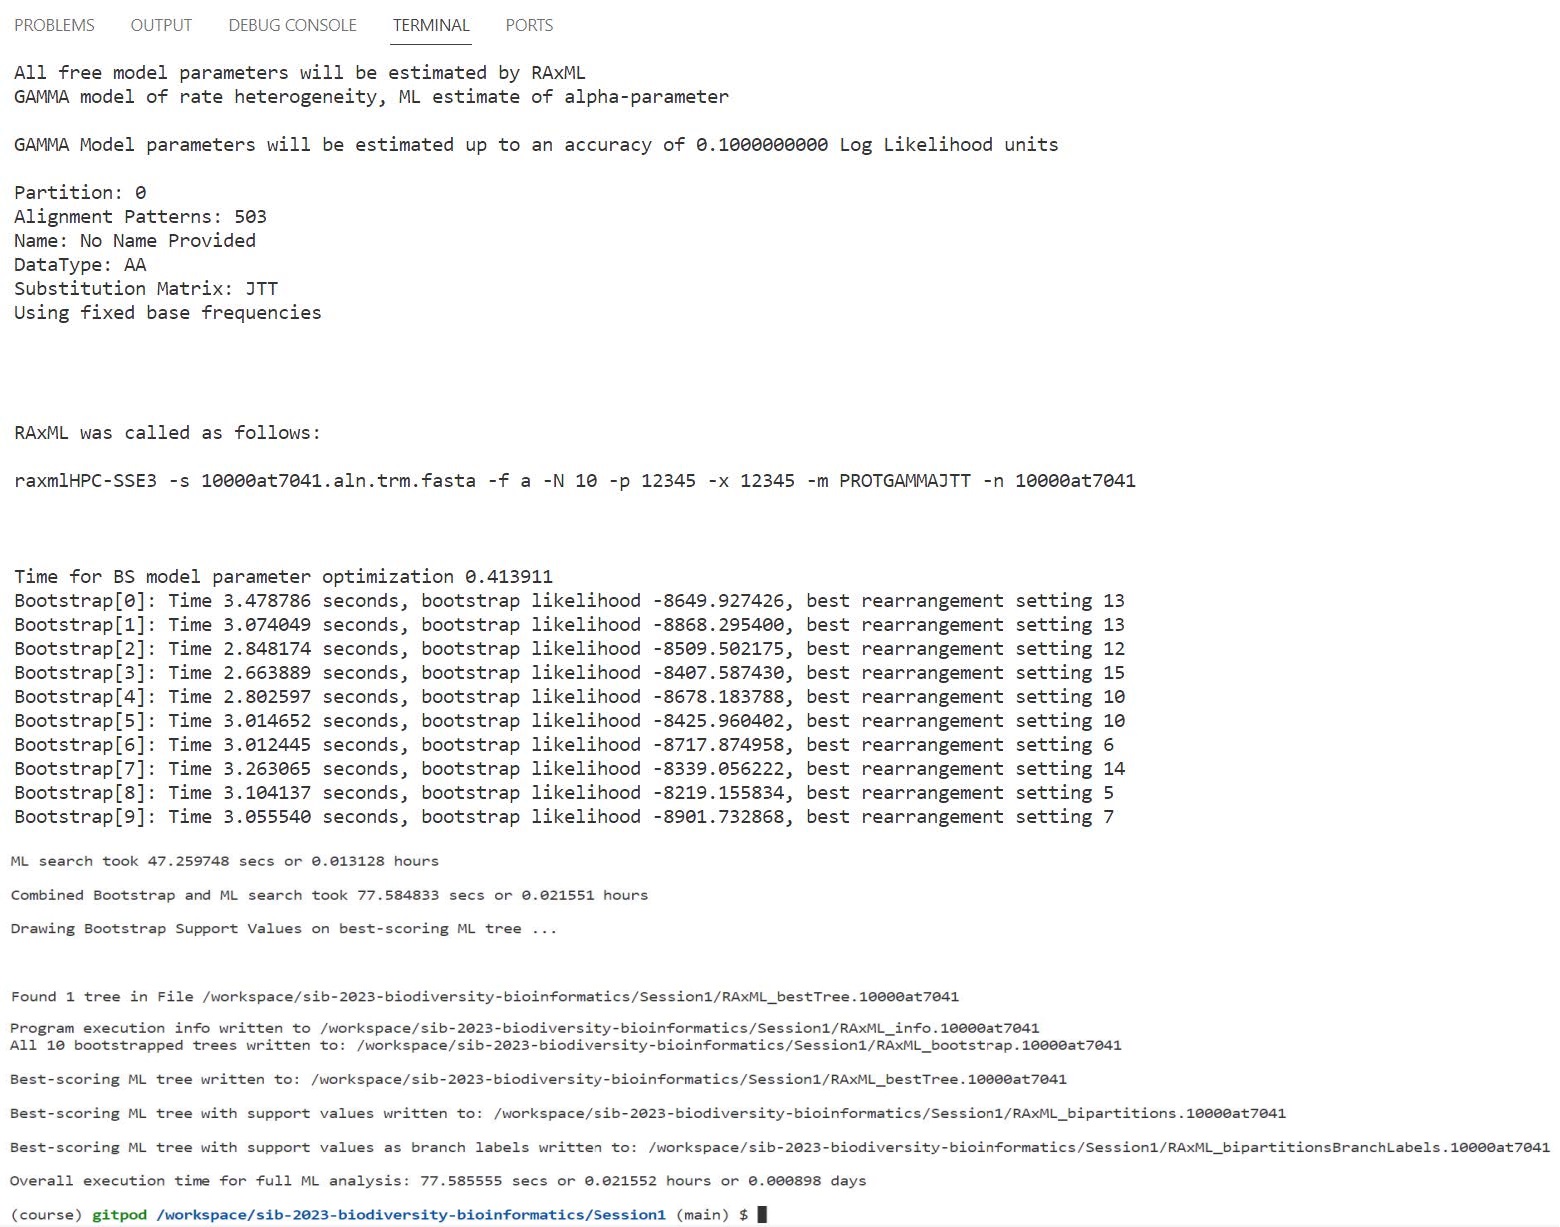 PROBLEMS OUTPUT DEBUG CONSOLE TERMINAL PORTS
All free model parameters will be estimated by RAxML
GAMMA model of rate heterogeneity, ML estimate of alpha-parameter
GAMMA Model parameters will be estimated up to an accuracy of 0.1000000000 Log Likelihood units
Partition: 0
Alignment Patterns: 503
Name: No Name Provided
DataType: AA
Substitution Matrix: JTT
Using fixed base frequencies
RAxML was called as follows:
raxmlHPC-SSE3 -s 10000at7041.aln.trm.fasta -f a -N 10 -p 12345 -x 12345 -m PROTGAMMAJTT -n 10000at7041
Time for BS model parameter optimization 0.413911
Bootstrap[0]: Time 3.478786 seconds, bootstrap likelihood -8649.927426, best rearrangement setting 13
Bootstrap[1]: Time 3.074049 seconds, bootstrap likelihood -8868.295400, best rearrangement setting 13
Bootstrap[2]: Time 2.848174 seconds, bootstrap likelihood -8509.502175, best rearrangement setting 12
Bootstrap[3]: Time 2.663889 seconds, bootstrap likelihood -8407.587430, best rearrangement setting 15
Bootstrap[4]: Time 2.802597 seconds, bootstrap likelihood -8678.183788, best rearrangement setting 10
Bootstrap[5]: Time 3.014652 seconds, bootstrap likelihood -8425.960402, best rearrangement setting 10
Bootstrap[6]: Time 3.012445 seconds, bootstrap likelihood -8717.874958, best rearrangement setting 6
Bootstrap[7]: Time 3.263065 seconds, bootstrap likelihood -8339.056222, best rearrangement setting 14
Bootstrap[8]: Time 3.104137 seconds, bootstrap likelihood -8219.155834, best rearrangement setting 5
Bootstrap[9]: Time 3.055540 seconds, bootstrap likelihood -8901.732868, best rearrangement setting 7
ML search took 47.259748 secs or 0.013128 hours
Combined Bootstrap and ML search took 77.584833 secs or 0.021551 hours
Drawing Bootstrap Support Values on best-scoring ML tree ...
Found 1 tree in File /workspace/sib-2023-biodiversity-bioinformatics/Session1/RAxML_bestTree.10000at7041
Program execution info written to /workspace/sib-2023-biodiversity-bioinformatics/Session1/RAxML_info.10000at7041
All 10 bootstrapped trees written to: /workspace/sib-2023-biodiversity-bioinformatics/Session1/RAxML_bootstrap.10000at7041
Best-scoring ML tree written to: /workspace/sib-2023-biodiversity-bioinformatics/Session1/RAxML_bestTree.10000at7041
Best-scoring ML tree with support values written to: /workspace/sib-2023-biodiversity-bioinformatics/Session1/RAxML_bipartitions.10000at7041
Best-scoring ML tree with support values as branch labels written to: /workspace/sib-2023-biodiversity-bioinformatics/Session1/RAxML_bipartitionsBranchLabels.10000at7041
Overall execution time for full ML analysis: 77.585555 secs or 0.021552 hours or 0.000898 days
(course) gitpod /workspace/sib-2023-biodiversity-bioinformatics/Session1 (main) $